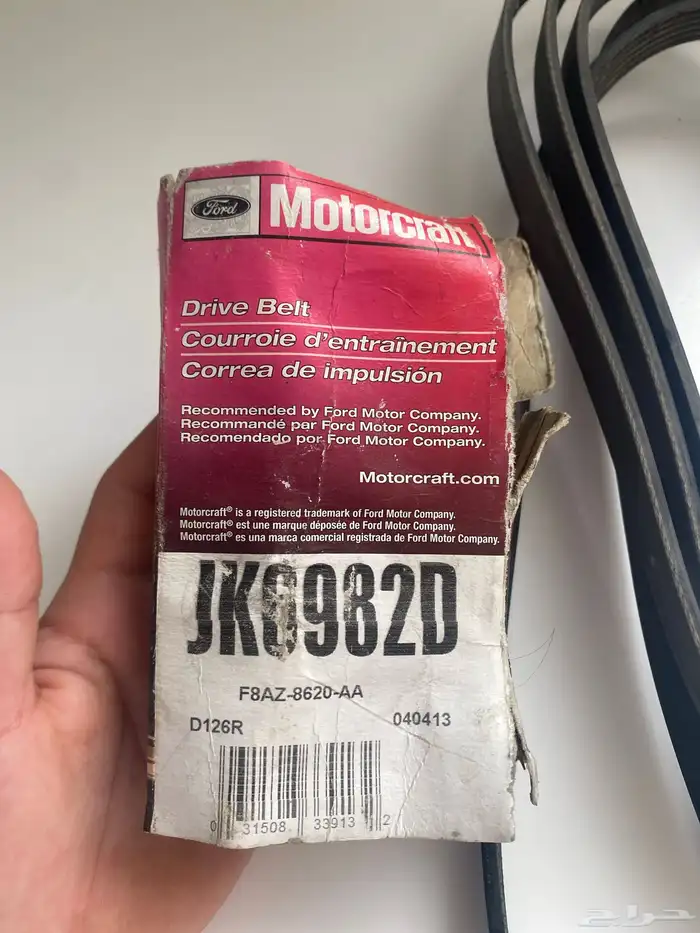 Ford
Motorcraft
Drive Belt
Courroie d'entraînement
Correa de impulsión
Recommended by Ford Motor Company.
Recommandé par Ford Motor Company.
Recomendado por Ford Motor Company.
Motorcraft.com
Motorcraft® is a registered trademark of Ford Motor Company.
Motorcraft® est une marque déposée de Ford Motor Company.
Motorcraft® es una marca comercial registrada de Ford Motor Company.
JK6982D
F8AZ-8620-AA
D126R 040413
0 31508 33913 2
حراج